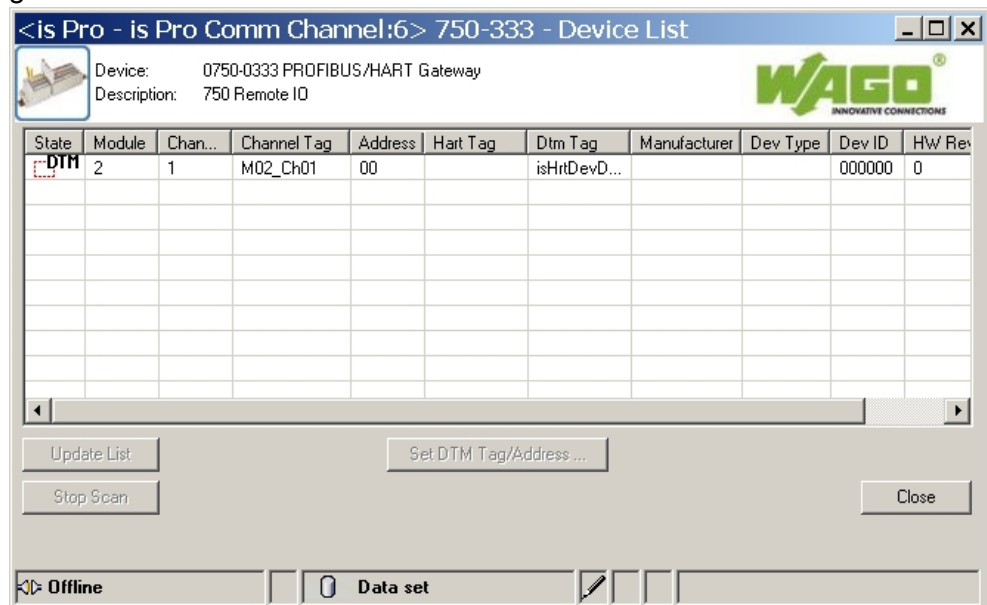 <is Pro - is Pro Comm Channel:6> 750-333 - Device List
Device: 0750-0333 PROFIBUS/HART Gateway
Description: 750 Remote IO
WAGO®
INNOVATIVE CONNECTIONS
State Module Chan... Channel Tag Address Hart Tag Dtm Tag Manufacturer Dev Type Dev ID HW Rev
DTM 2 1 M02_Ch01 00 isHrtDevD... 000000 0
Update List Set DTM Tag/Address ...
Stop Scan Close
Offline Data set